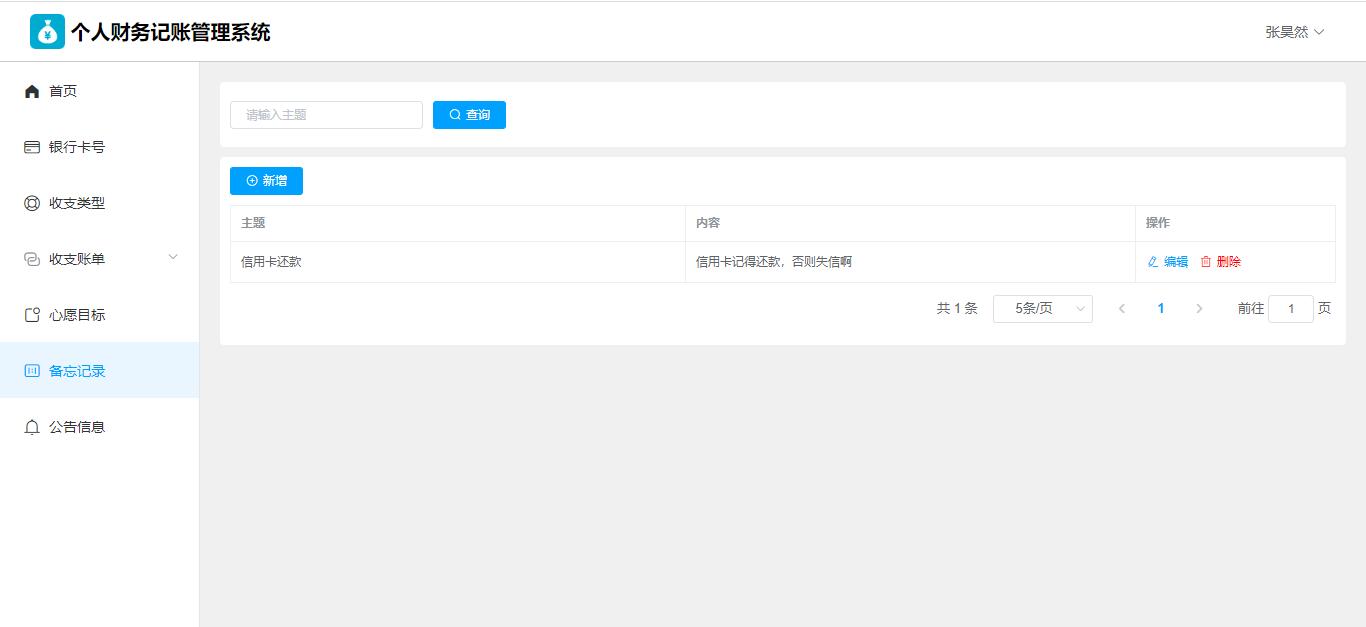 个人财务记账管理系统
张昊然
首页
银行卡号
收支类型
收支账单
心愿目标
备忘记录
公告信息
请输入主题 查询
新增
主题 内容 操作
信用卡还款 信用卡记得还款，否则失信啊 编辑 删除
共 1 条 5条/页 1 前往 1 页